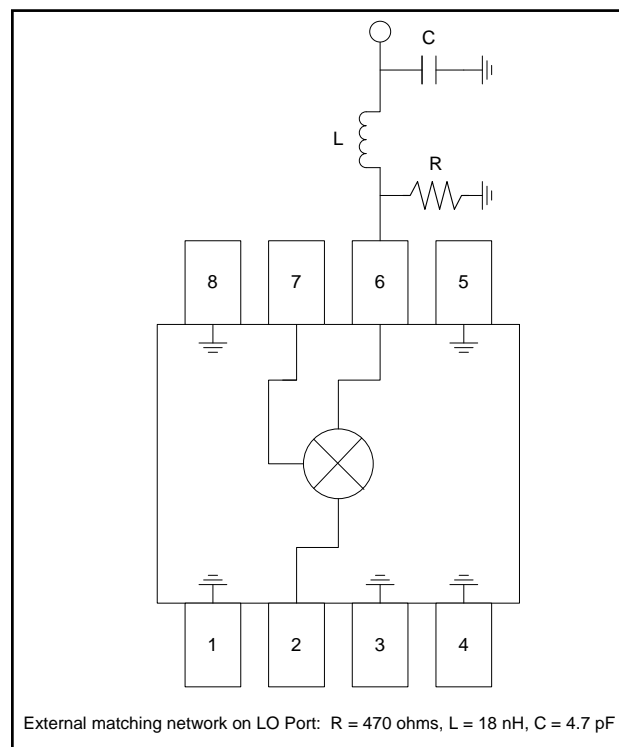 C
L
R
8 7 6 5
1 2 3 4
External matching network on LO Port: R = 470 ohms, L = 18 nH, C = 4.7 pF